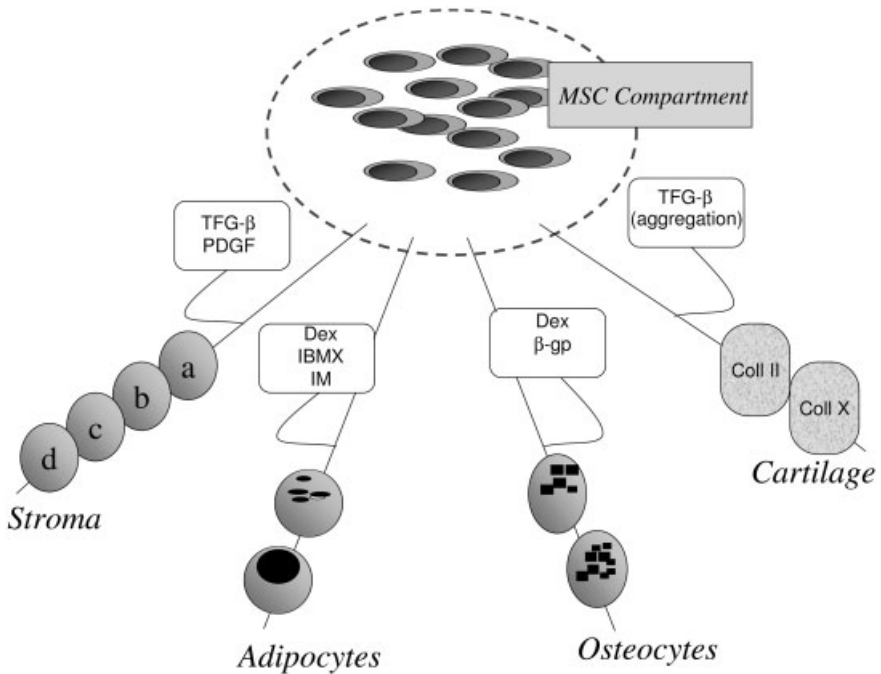 MSC Compartment
TFG-β
PDGF
TFG-β
(aggregation)
Dex
IBMX
IM
Dex
β-gp
a
b
c
d
Coll II
Coll X
Stroma
Cartilage
Adipocytes
Osteocytes